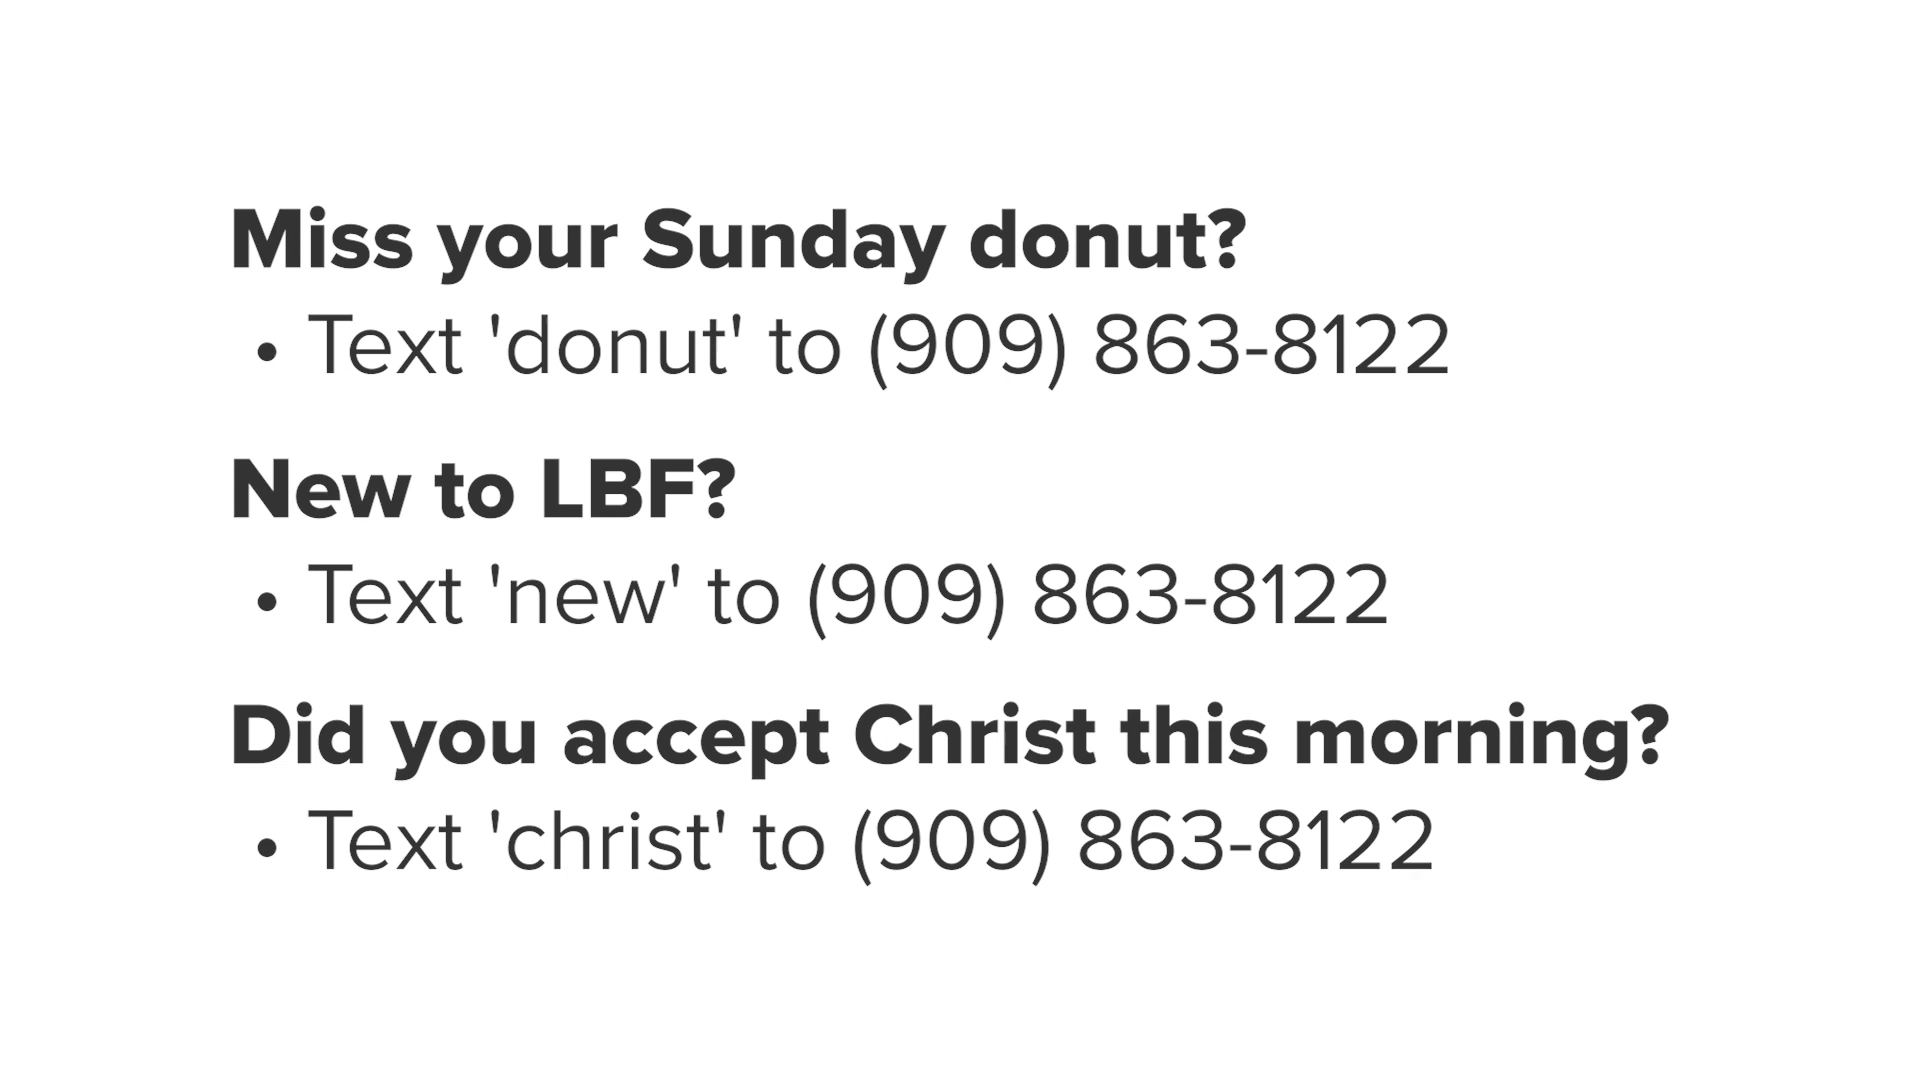 Miss your Sunday donut?
• Text 'donut' to (909) 863-8122
New to LBF?
• Text 'new' to (909) 863-8122
Did you accept Christ this morning?
• Text 'christ' to (909) 863-8122